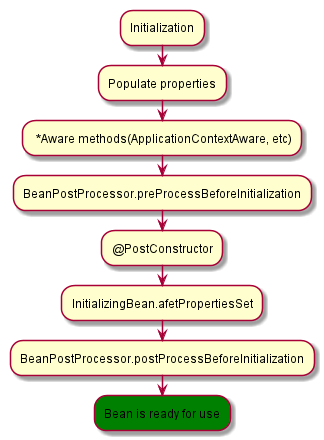 Initialization
Populate properties
*Aware methods(ApplicationContextAware, etc)
BeanPostProcessor.preProcessBeforeInitialization
@PostConstructor
InitializingBean.afetPropertiesSet
BeanPostProcessor.postProcessBeforeInitialization
Bean is ready for use